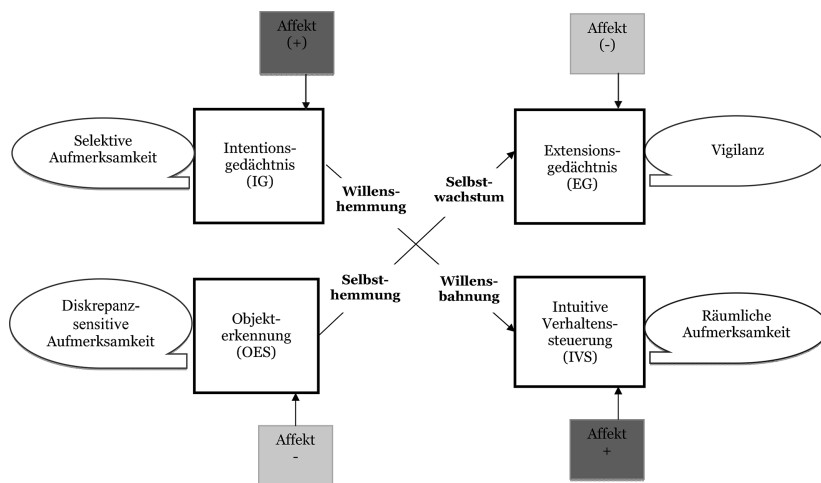 Affekt
(+)
Affekt
(-)
Selektive
Aufmerksamkeit
Intentions-
gedächtnis
(IG)
Willens-
hemmung
Selbst-
wachstum
Extensions-
gedächtnis
(EG)
Vigilanz
Diskrepanz-
sensitive
Aufmerksamkeit
Objekt-
erkennung
(OES)
Selbst-
hemmung
Willens-
bahnung
Intuitive
Verhaltens-
steuerung
(IVS)
Räumliche
Aufmerksamkeit
Affekt
-
Affekt
+